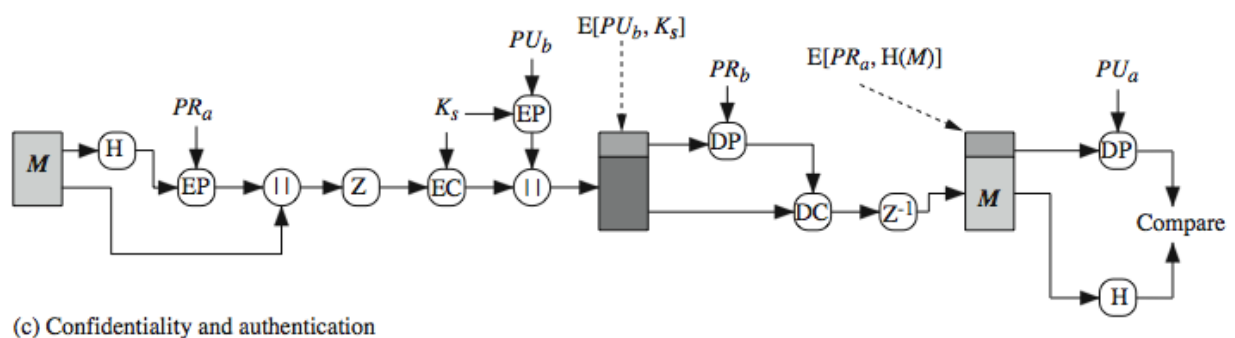 E[PU_b, K_s]
PU_b
E[PR_a, H(M)]
PR_b
PU_a
PR_a
K_s
EP
DP
M
H
EP
||
Z
EC
||
DP
DC
Z⁻¹
M
Compare
H
(c) Confidentiality and authentication